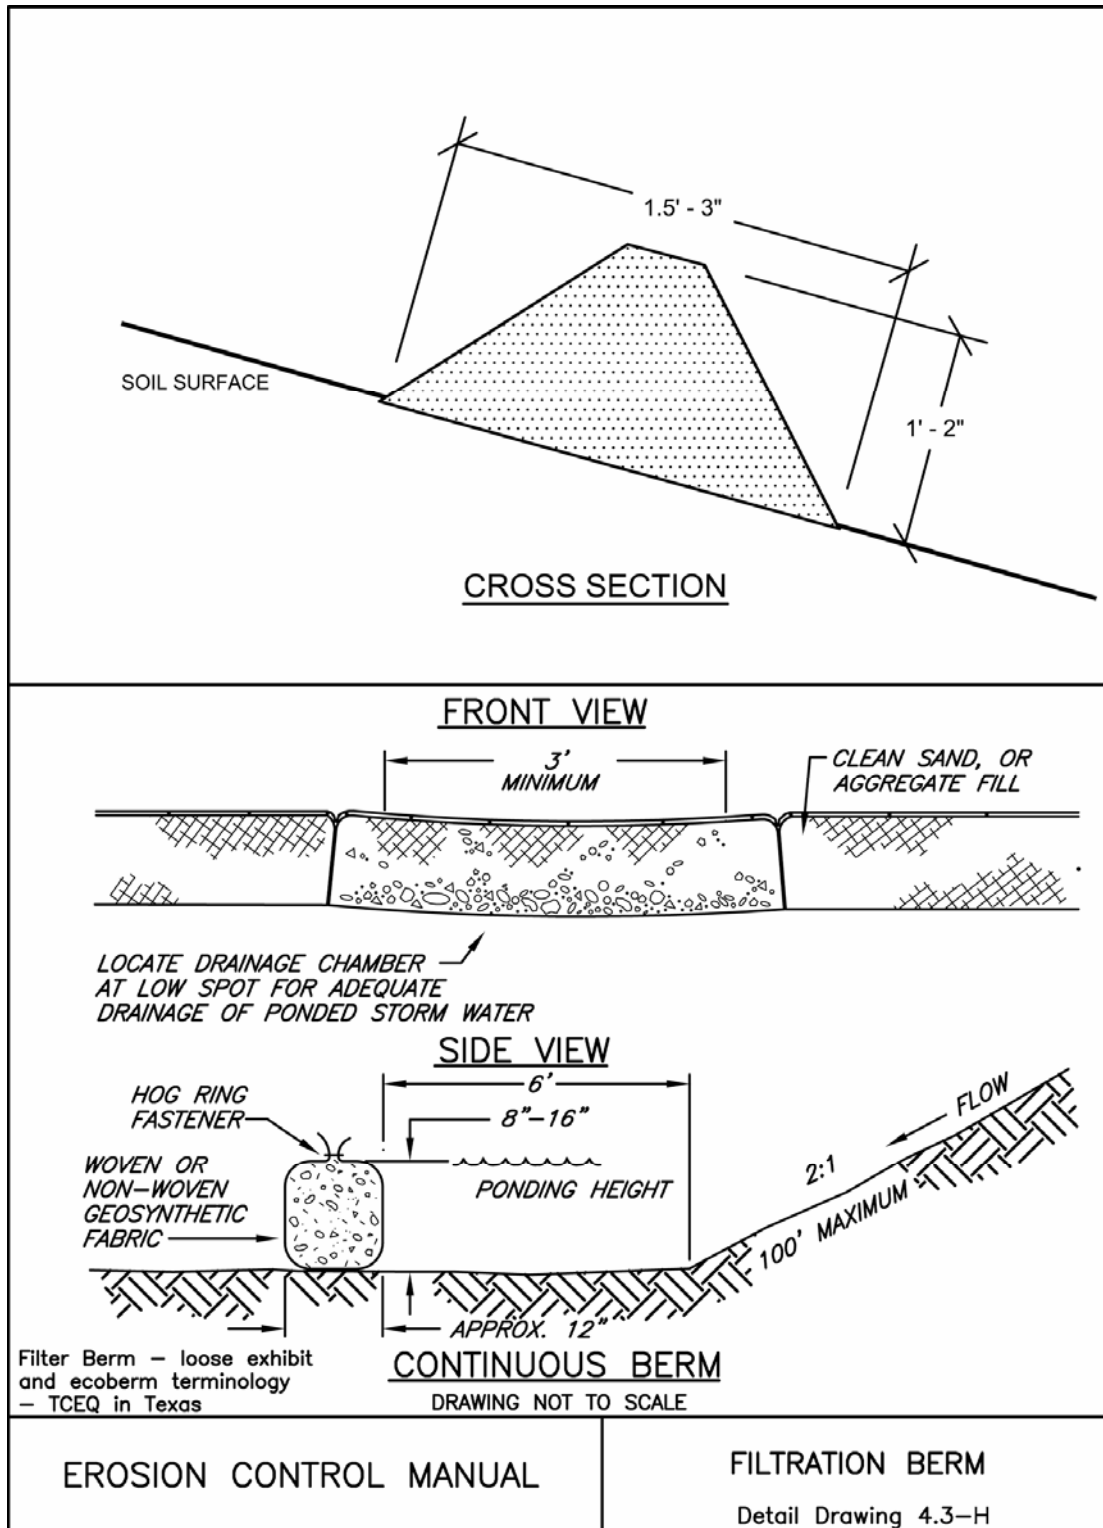 1.5' - 3"
SOIL SURFACE
1' - 2"
CROSS SECTION
FRONT VIEW
3'
MINIMUM
CLEAN SAND, OR
AGGREGATE FILL
LOCATE DRAINAGE CHAMBER
AT LOW SPOT FOR ADEQUATE
DRAINAGE OF PONDED STORM WATER
SIDE VIEW
6'
HOG RING
FASTENER
8"-16"
FLOW
WOVEN OR
NON-WOVEN
GEOSYNTHETIC
FABRIC
PONDING HEIGHT
2:1
100' MAXIMUM
APPROX. 12"
Filter Berm - loose exhibit
and ecoberm terminology
- TCEQ in Texas
CONTINUOUS BERM
DRAWING NOT TO SCALE
EROSION CONTROL MANUAL
FILTRATION BERM
Detail Drawing 4.3-H